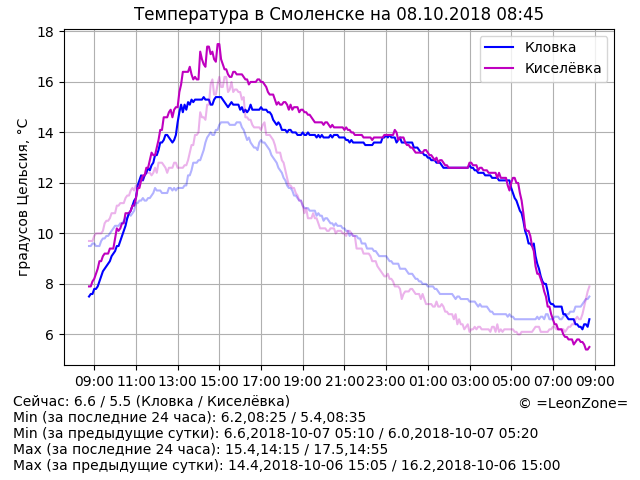 Температура в Смоленске на 08.10.2018 08:45
градусов Цельсия, °C
18
16
14
12
10
8
6
Кловка
Киселёвка
09:00 11:00 13:00 15:00 17:00 19:00 21:00 23:00 01:00 03:00 05:00 07:00 09:00
Сейчас: 6.6 / 5.5 (Кловка / Киселёвка)
© =LeonZone=
Min (за последние 24 часа): 6.2,08:25 / 5.4,08:35
Min (за предыдущие сутки): 6.6,2018-10-07 05:10 / 6.0,2018-10-07 05:20
Max (за последние 24 часа): 15.4,14:15 / 17.5,14:55
Max (за предыдущие сутки): 14.4,2018-10-06 15:05 / 16.2,2018-10-06 15:00